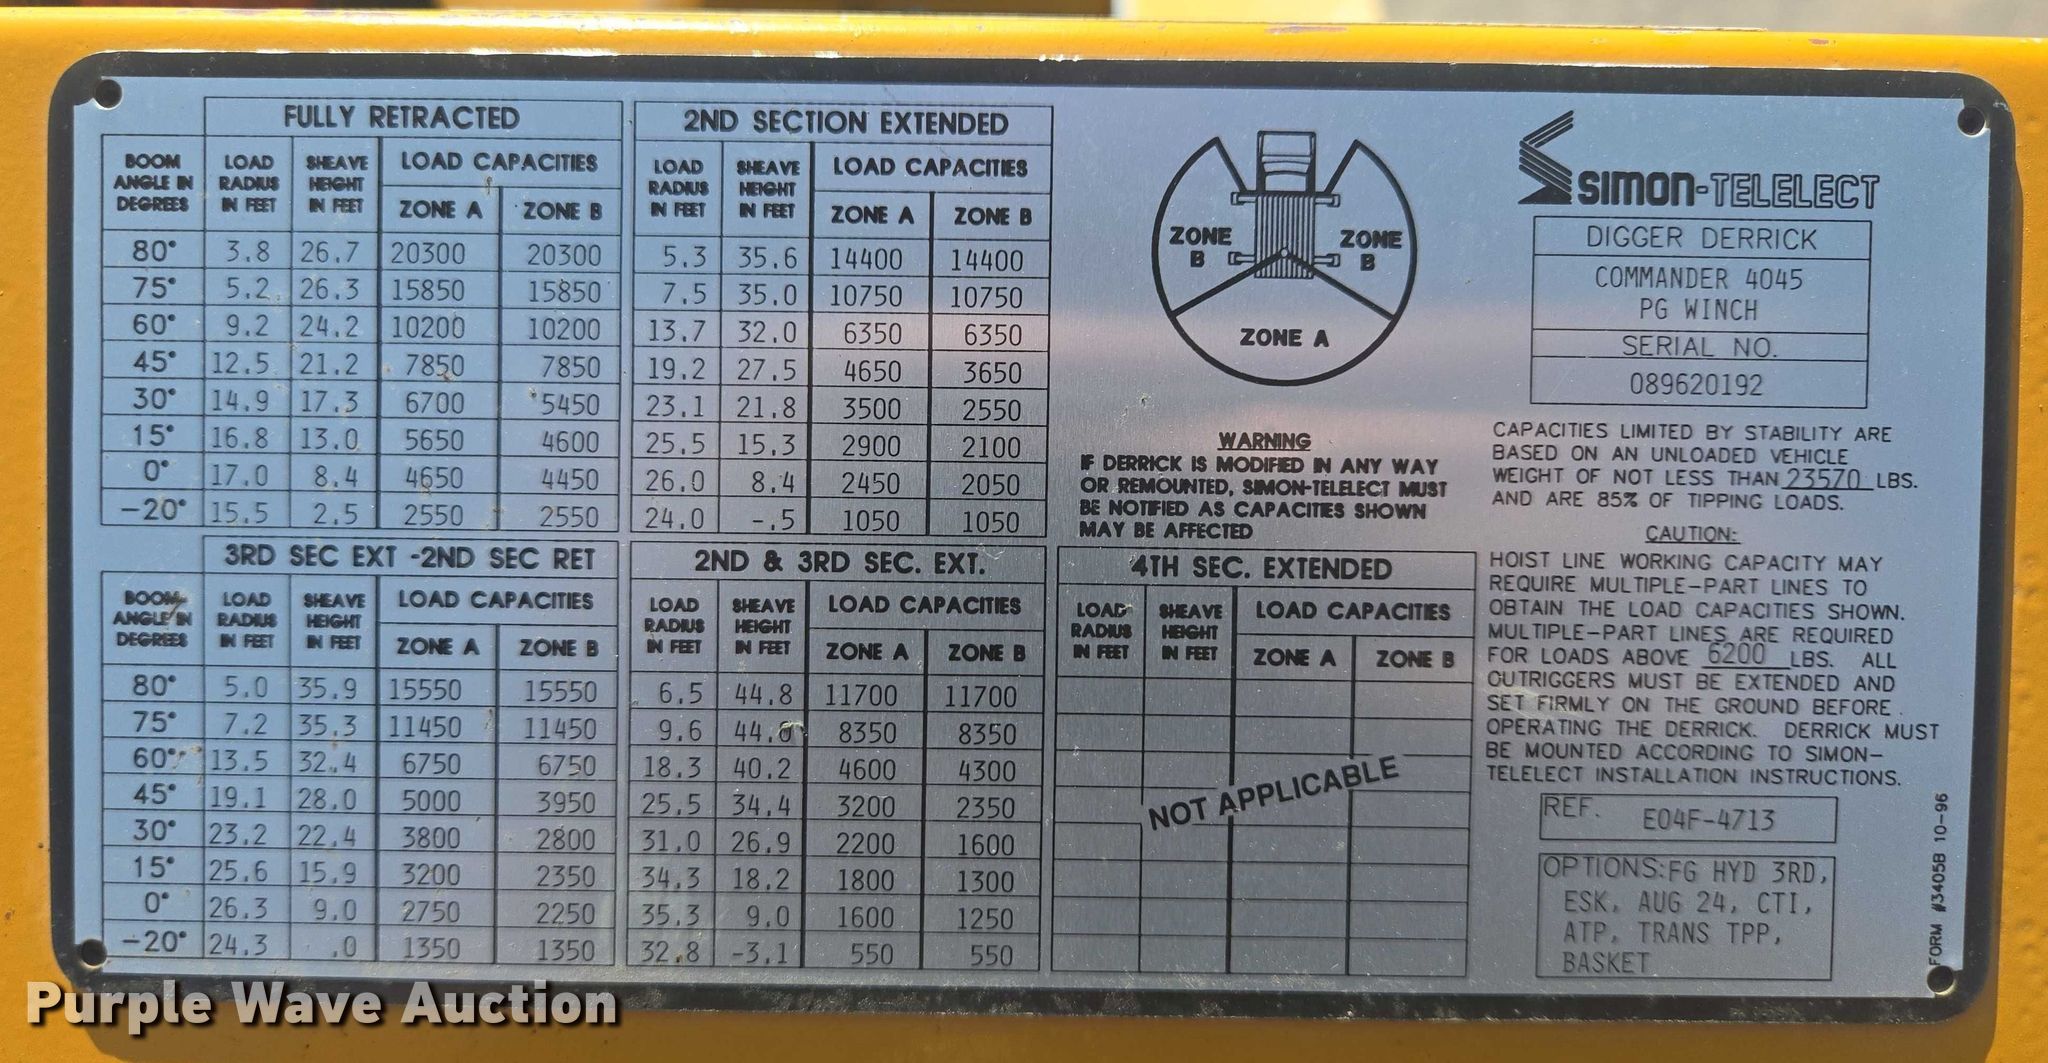 FULLY RETRACTED
BOOM ANGLE IN DEGREES LOAD RADIUS IN FEET SHEAVE HEIGHT IN FEET LOAD CAPACITIES
ZONE A ZONE B
80° 3.8 26.7 20300 20300
75° 5.2 26.3 15850 15850
60° 9.2 24.2 10200 10200
45° 12.5 21.2 7850 7850
30° 14.9 17.3 6700 5450
15° 16.8 13.0 5650 4600
0° 17.0 8.4 4650 4450
-20° 15.5 2.5 2550 2550
2ND SECTION EXTENDED
LOAD RADIUS IN FEET SHEAVE HEIGHT IN FEET LOAD CAPACITIES
ZONE A ZONE B
5.3 35.6 14400 14400
7.5 35.0 10750 10750
13.7 32.0 6350 6350
19.2 27.5 4650 3650
23.1 21.8 3500 2550
25.5 15.3 2900 2100
26.0 8.4 2450 2050
24.0 -.5 1050 1050
3RD SEC EXT -2ND SEC RET
BOOM ANGLE IN DEGREES LOAD RADIUS IN FEET SHEAVE HEIGHT IN FEET LOAD CAPACITIES
ZONE A ZONE B
80° 5.0 35.9 15550 15550
75° 7.2 35.3 11450 11450
60° 13.5 32.4 6750 6750
45° 19.1 28.0 5000 3950
30° 23.2 22.4 3800 2800
15° 25.6 15.9 3200 2350
0° 26.3 9.0 2750 2250
-20° 24.3 .0 1350 1350
2ND & 3RD SEC. EXT.
LOAD RADIUS IN FEET SHEAVE HEIGHT IN FEET LOAD CAPACITIES
ZONE A ZONE B
6.5 44.8 11700 11700
9.6 44.0 8350 8350
18.3 40.2 4600 4300
25.5 34.4 3200 2350
31.0 26.9 2200 1600
34.3 18.2 1800 1300
35.3 9.0 1600 1250
32.8 -3.1 550 550
4TH SEC. EXTENDED
LOAD RADIUS IN FEET SHEAVE HEIGHT IN FEET LOAD CAPACITIES
ZONE A ZONE B
NOT APPLICABLE
ZONE B
ZONE B
ZONE A
WARNING
IF DERRICK IS MODIFIED IN ANY WAY
OR REMOUNTED, SIMON-TELELECT MUST
BE NOTIFIED AS CAPACITIES SHOWN
MAY BE AFFECTED
SIMON-TELELECT
DIGGER DERRICK
COMMANDER 4045
PG WINCH
SERIAL NO.
089620192
CAPACITIES LIMITED BY STABILITY ARE
BASED ON AN UNLOADED VEHICLE
WEIGHT OF NOT LESS THAN 23570 LBS.
AND ARE 85% OF TIPPING LOADS.
CAUTION:
HOIST LINE WORKING CAPACITY MAY
REQUIRE MULTIPLE-PART LINES TO
OBTAIN THE LOAD CAPACITIES SHOWN.
MULTIPLE-PART LINES ARE REQUIRED
FOR LOADS ABOVE 6200 LBS. ALL
OUTRIGGERS MUST BE EXTENDED AND
SET FIRMLY ON THE GROUND BEFORE
OPERATING THE DERRICK. DERRICK MUST
BE MOUNTED ACCORDING TO SIMON-
TELELECT INSTALLATION INSTRUCTIONS.
REF. E04F-4713
OPTIONS: FG HYD 3RD,
ESK, AUG 24, CTI,
ATP, TRANS TPP,
BASKET
FORM #3405B 10-96
Purple Wave Auction